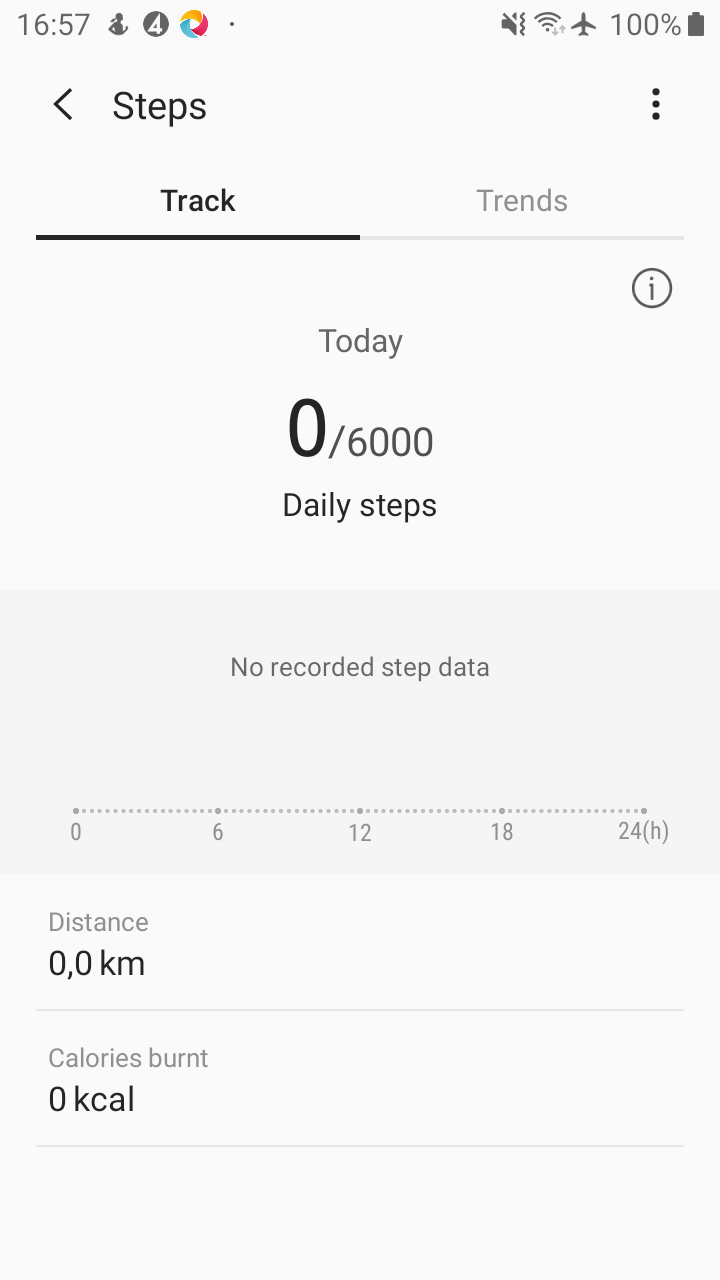 16:57 4 100%
Steps
Track Trends
Today
0/6000
Daily steps
No recorded step data
0 6 12 18 24(h)
Distance
0,0 km
Calories burnt
0 kcal